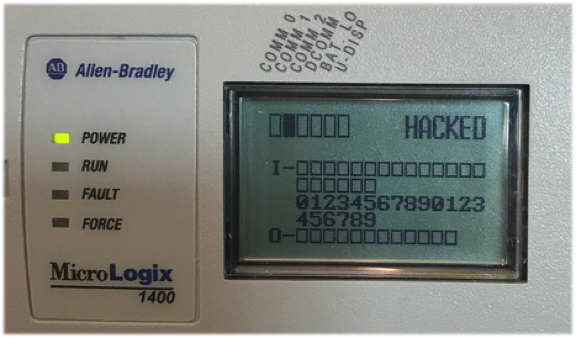 COMM 0
COMM 1
COMM 2
DCOMM
BAT. LO
U-DISP
AB Allen-Bradley
POWER
RUN
FAULT
FORCE
MicroLogix
1400
HACKED
I-
01234567890123
456789
O-